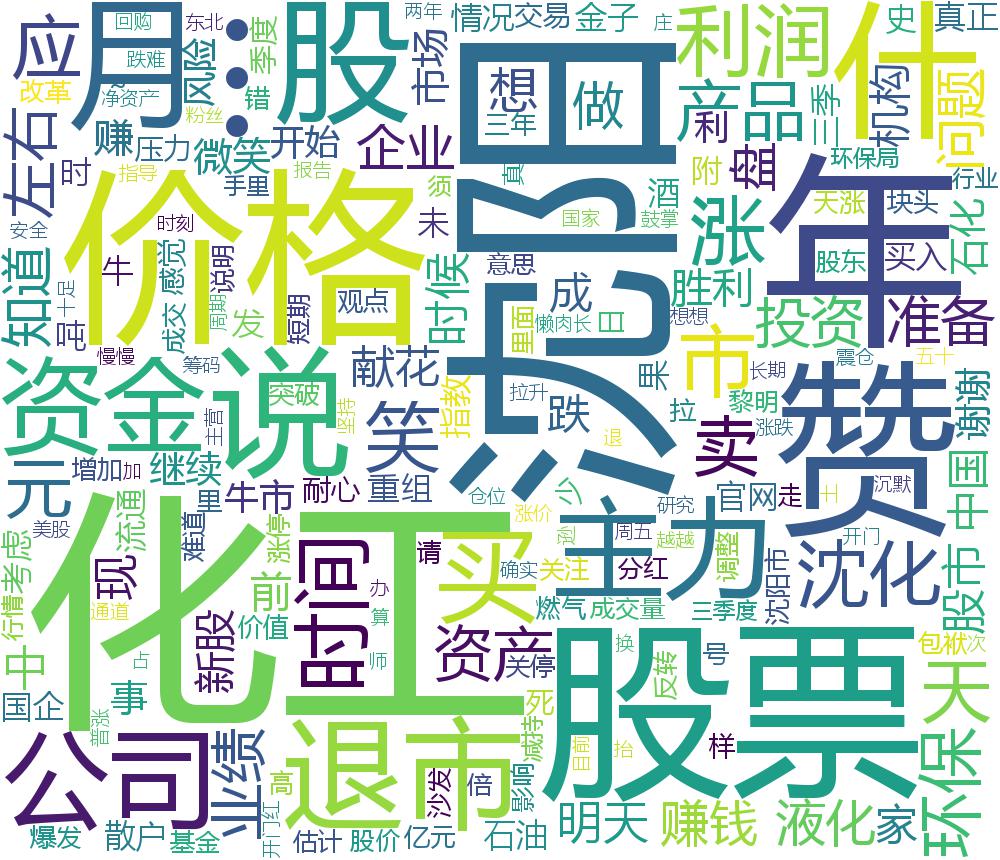 回购
东北
月
股
两年
情况
交易
金子
庄
利润
什
史
真正
应
跌难
风险
季度
市场
想
做
三年
产品
三季
机构
问题
改革
净资产
错
粉丝
利
左右
赚
压力
微笑
开始
企业
沈阳
时
手里
报告
真
附
盘
环保局
指导
须
酒
年
行业
价格
国家
鼓掌
涨
天涨
块头
安全
时刻
未
牛
感觉
说明
观点
意思
成
胜利
股东
买入
石化
知道
吨
十足
成交
周期
发
短期
时候
里面
懒肉长
日
想想
投资
准备
慢慢
筹码
献花
指教
拉升
果
市
长期
震仓
五十
资金
说
突破
坚持
笑
跌
拉
黎明
涨跌
赞
谢谢
主营
退
卖
元
增加
加
继续
里
牛市
耐心
重组
仓位
少
研究
官网
走
沉默
中国
美股
流通
难道
涨停
涨价
主力
周五
越越
调整
沈阳市
沈化
开门
行情
考虑
现
化工
时间
请
买
确实
关注
分红
三季度
股市
通道
前
价值
办
算
燃气
成交量
包袱
次
中
新股
资产
关停
师
股票
换
反转
号
国企
占
事
死
天
普涨
公司
业绩
退市
减持
目前
抬
样
环保
高
沙发
倍
影响
爆发
散户
基金
开门红
估计
股价
亿元
石油
明天
赚钱
液化
家